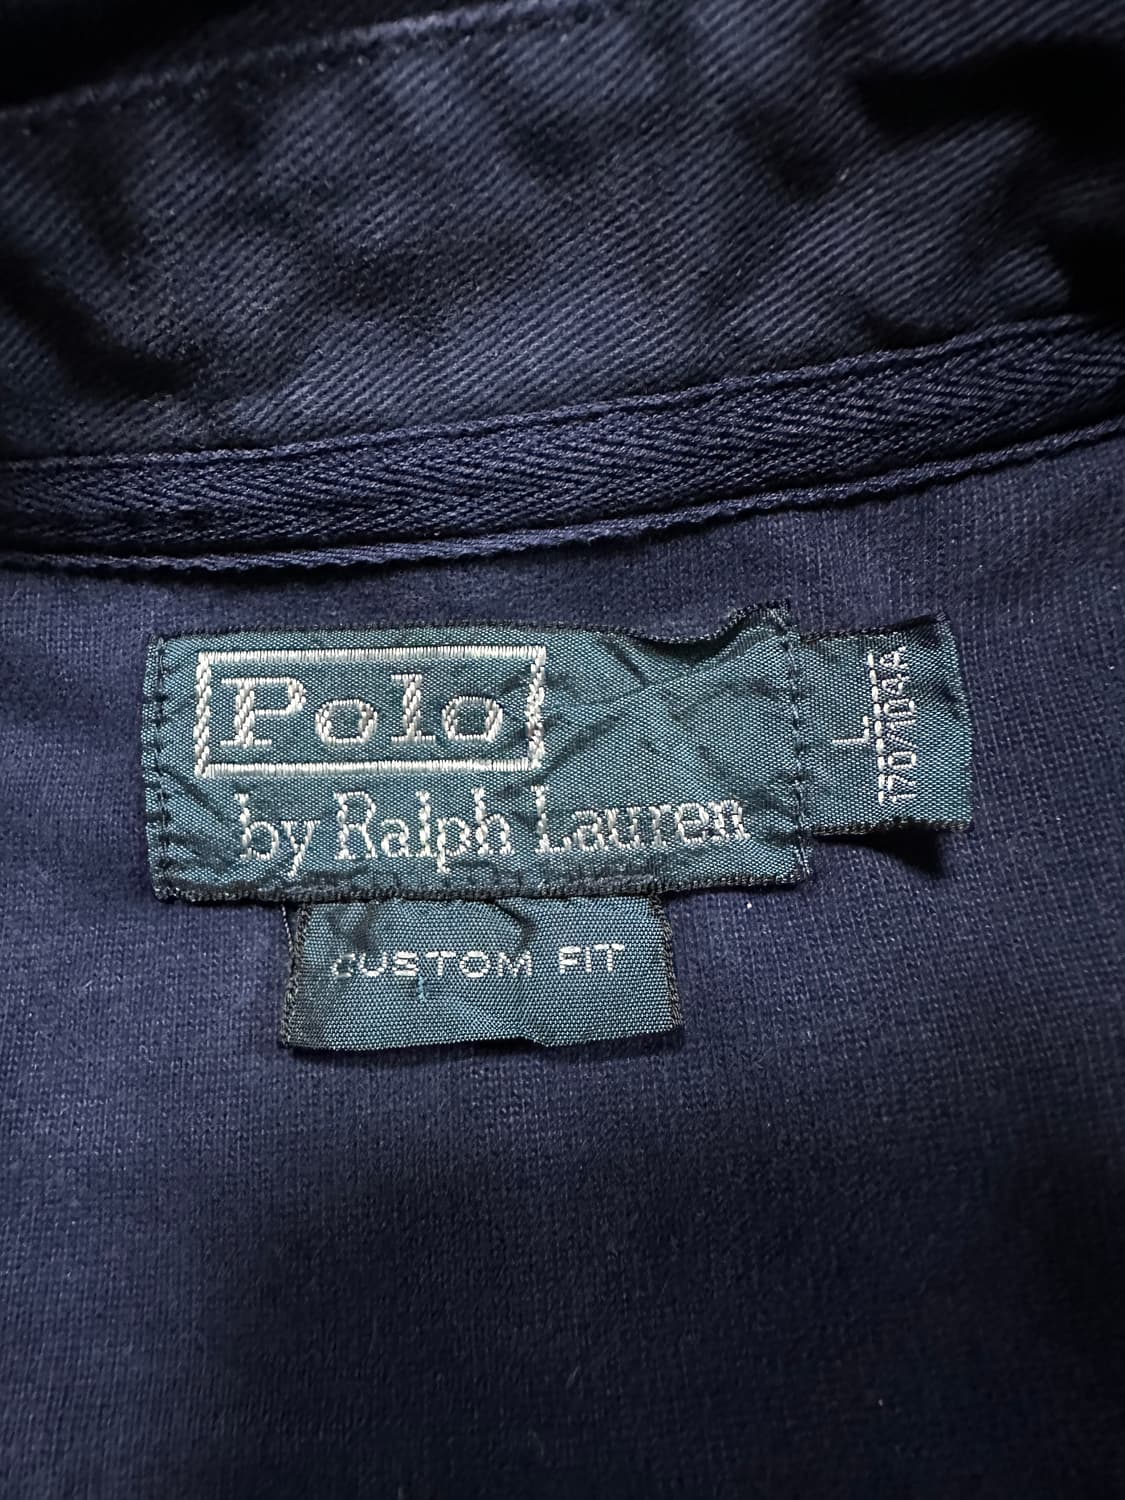 Polo
by Ralph Lauren
CUSTOM FIT
L
170/104A